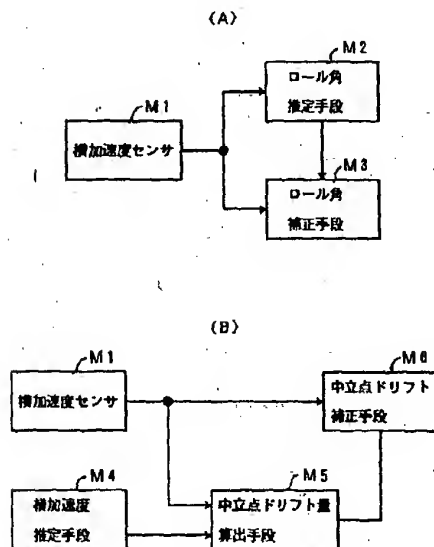 (A)
M2
ロール角
推定手段
M1
横加速度センサ
M3
ロール角
補正手段
(B)
M1
横加速度センサ
M6
中立点ドリフト
補正手段
M4
横加速度
推定手段
M5
中立点ドリフト量
算出手段